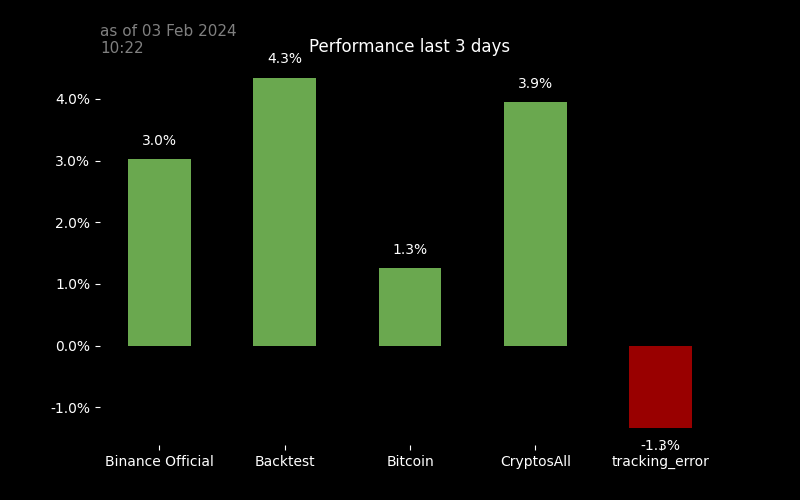 as of 03 Feb 2024
10:22
Performance last 3 days
4.3%
3.9%
3.0%
1.3%
-1.3%
4.0%
3.0%
2.0%
1.0%
0.0%
-1.0%
Binance Official
Backtest
Bitcoin
CryptosAll
tracking_error